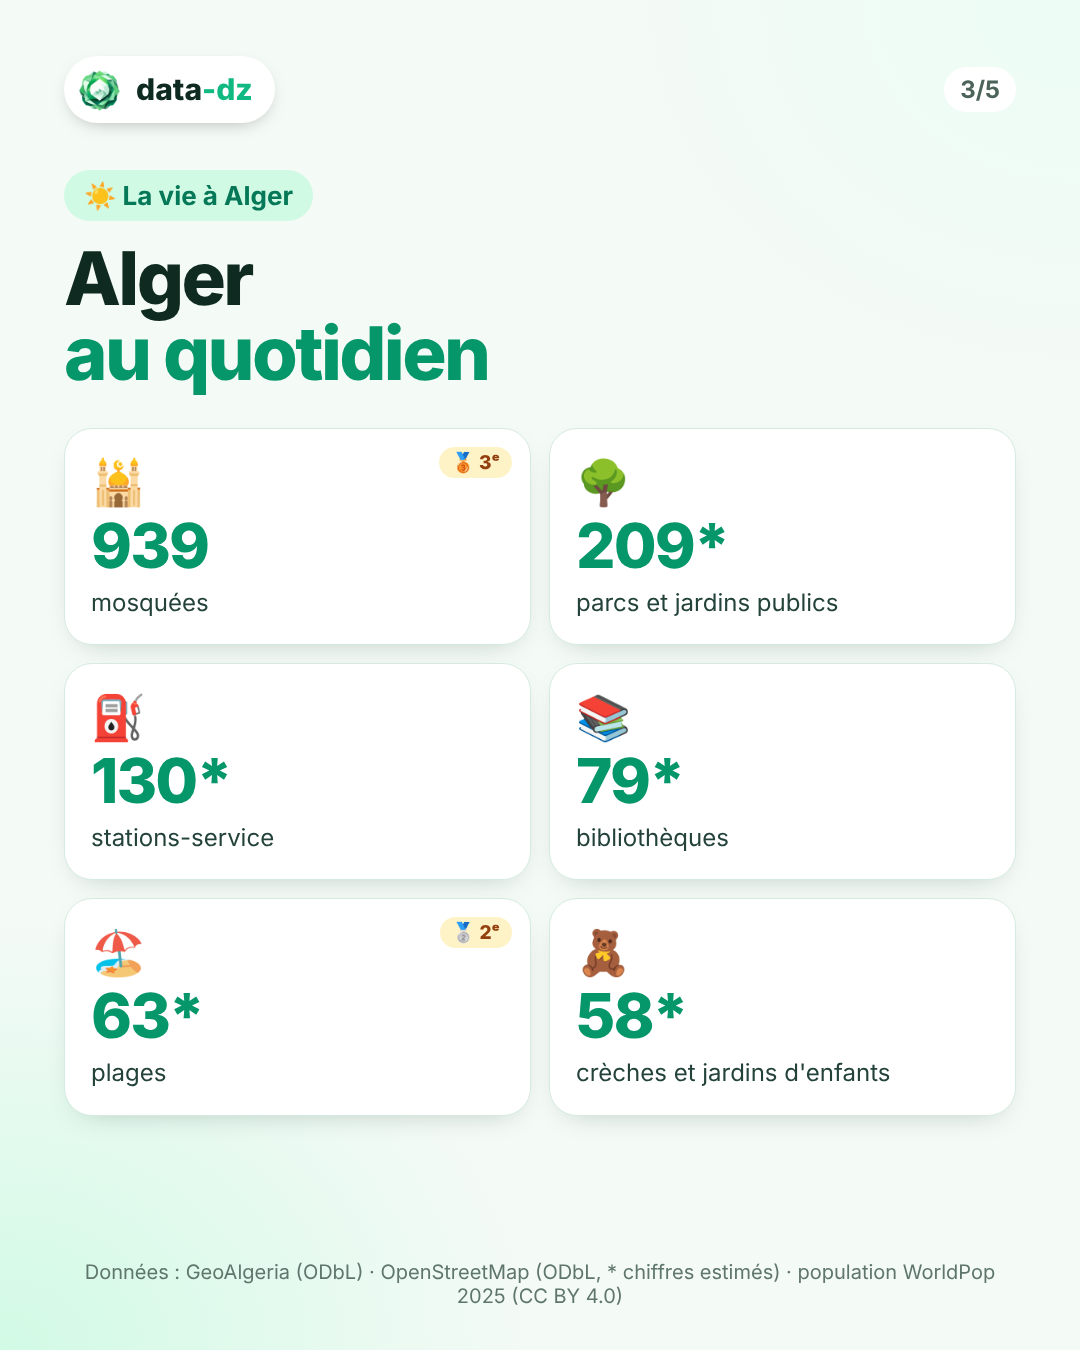 data-dz
3/5
☀️ La vie à Alger
Alger
au quotidien
🥉 3ᵉ
939
mosquées
209*
parcs et jardins publics
130*
stations-service
79*
bibliothèques
🥈 2ᵉ
63*
plages
58*
crèches et jardins d'enfants
Données : GeoAlgeria (ODbL) · OpenStreetMap (ODbL, * chiffres estimés) · population WorldPop
2025 (CC BY 4.0)